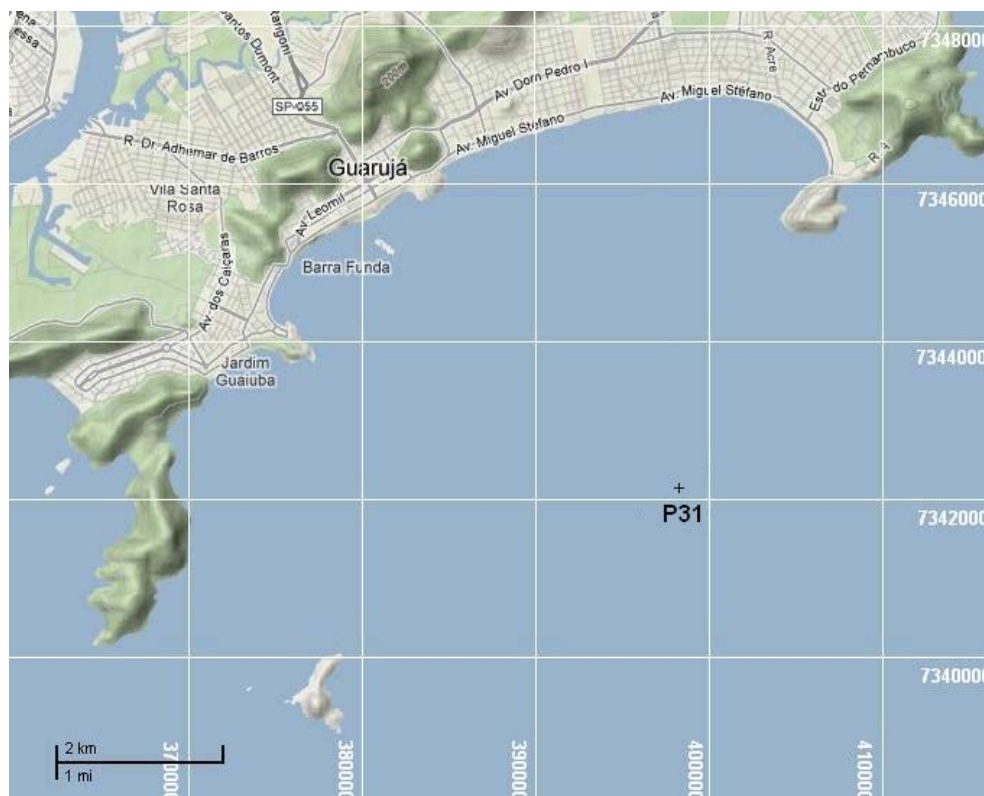 antos Dumont
SP-055
200m
Av. Dom Pedro I
R. Acre
Estr. do Pernambuco
7348000
Av. Miguel Stéfano
Av. Miguel Stéfano
R. Dr. Adhemar de Barros
Guarujá
Vila Santa
Rosa
Av. Leomil
7346000
Barra Funda
Av. dos Caiçaras
7344000
Jardim
Guaiuba
P31
7342000
7340000
2 km
1 mi
370000
380000
390000
400000
410000